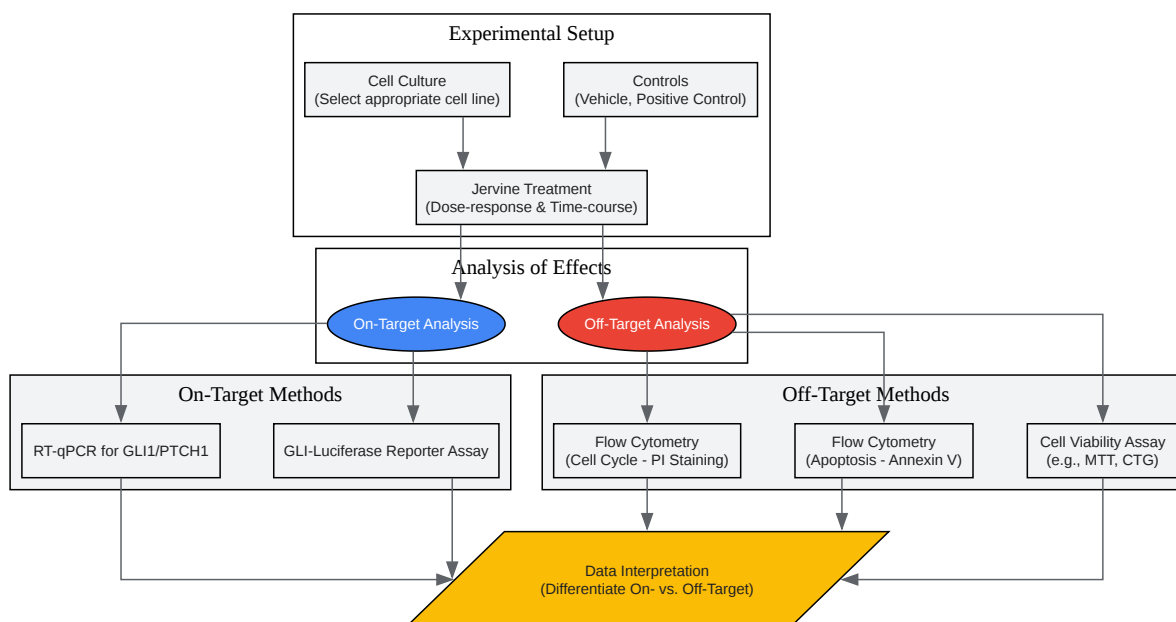 Experimental Setup
Cell Culture
(Select appropriate cell line)
Controls
(Vehicle, Positive Control)
Jervine Treatment
(Dose-response & Time-course)
Analysis of Effects
On-Target Analysis
Off-Target Analysis
On-Target Methods
RT-qPCR for GLI1/PTCH1
GLI-Luciferase Reporter Assay
Off-Target Methods
Flow Cytometry
(Cell Cycle - PI Staining)
Flow Cytometry
(Apoptosis - Annexin V)
Cell Viability Assay
(e.g., MTT, CTG)
Data Interpretation
(Differentiate On- vs. Off-Target)